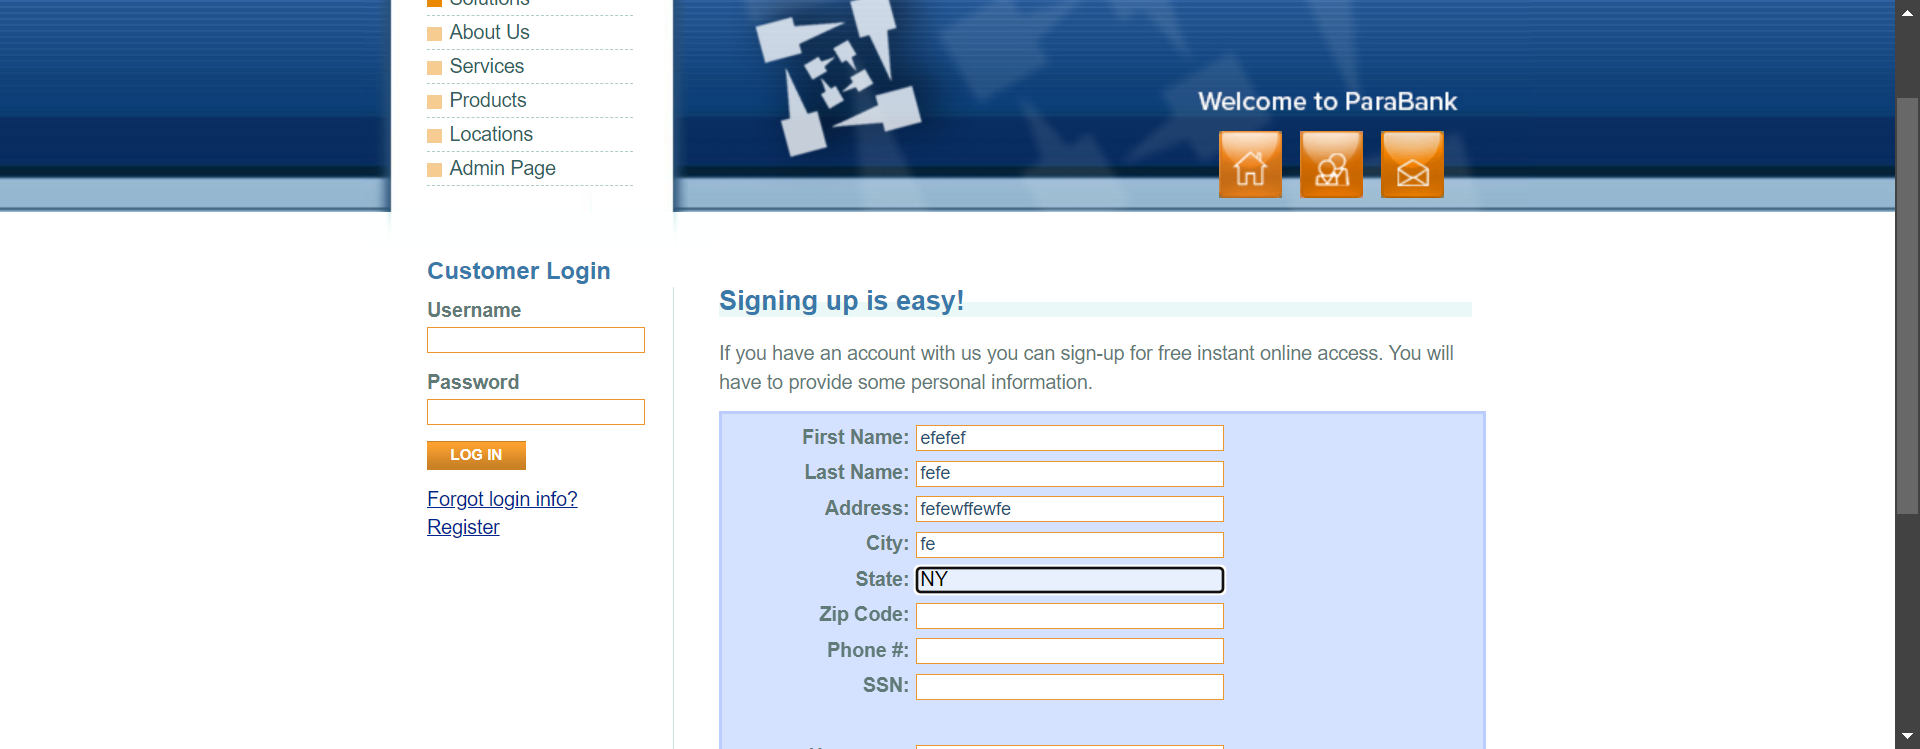 Solutions
About Us
Services
Products
Locations
Admin Page
Welcome to ParaBank
Customer Login
Username
Password
LOG IN
Forgot login info?
Register
Signing up is easy!
If you have an account with us you can sign-up for free instant online access. You will
have to provide some personal information.
First Name: efefef
Last Name: fefe
Address: fefewffewfe
City: fe
State: NY
Zip Code:
Phone #:
SSN: